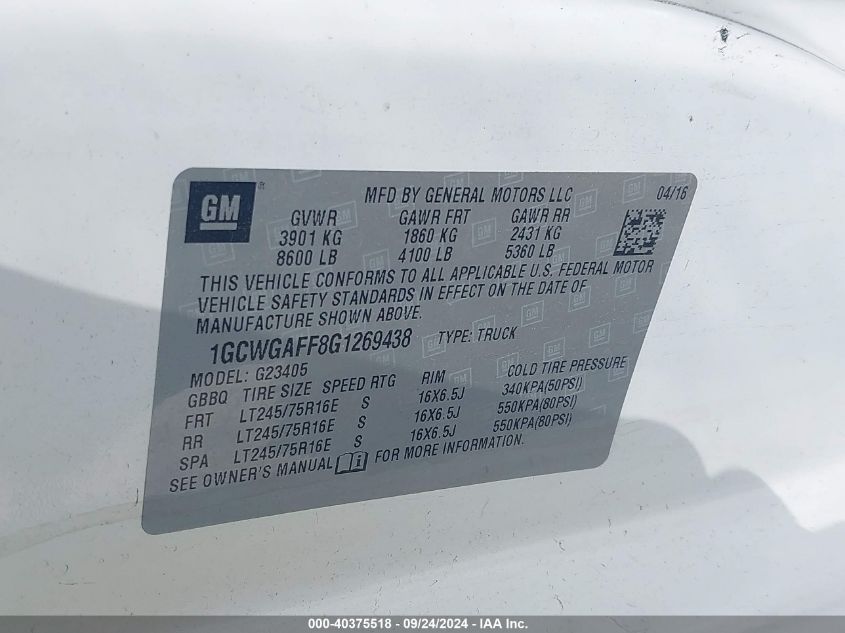 GM®
MFD BY GENERAL MOTORS LLC 04/16
GVWR GAWR FRT GAWR RR
3901 KG 1860 KG 2431 KG
8600 LB 4100 LB 5360 LB
THIS VEHICLE CONFORMS TO ALL APPLICABLE U.S. FEDERAL MOTOR
VEHICLE SAFETY STANDARDS IN EFFECT ON THE DATE OF
MANUFACTURE SHOWN ABOVE.
1GCWGAFF8G1269438 TYPE: TRUCK
MODEL: G23405
GBBQ TIRE SIZE SPEED RTG RIM COLD TIRE PRESSURE
FRT LT245/75R16E S 16X6.5J 340KPA(50PSI)
RR LT245/75R16E S 16X6.5J 550KPA(80PSI)
SPA LT245/75R16E S 16X6.5J 550KPA(80PSI)
SEE OWNER'S MANUAL FOR MORE INFORMATION.
000-40375518 - 09/24/2024 - IAA Inc.